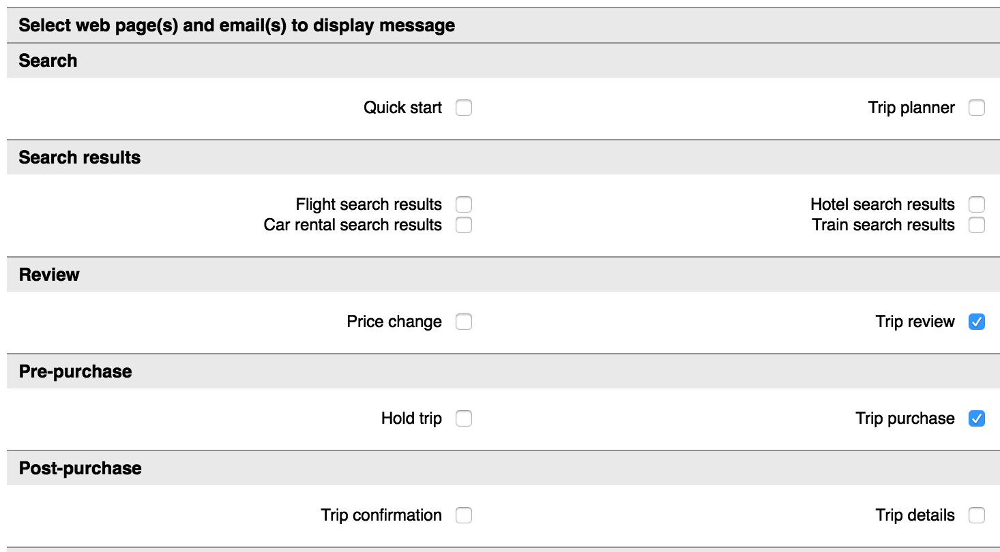 Select web page(s) and email(s) to display message
Search
Quick start Trip planner
Search results
Flight search results Hotel search results
Car rental search results Train search results
Review
Price change Trip review
Pre-purchase
Hold trip Trip purchase
Post-purchase
Trip confirmation Trip details